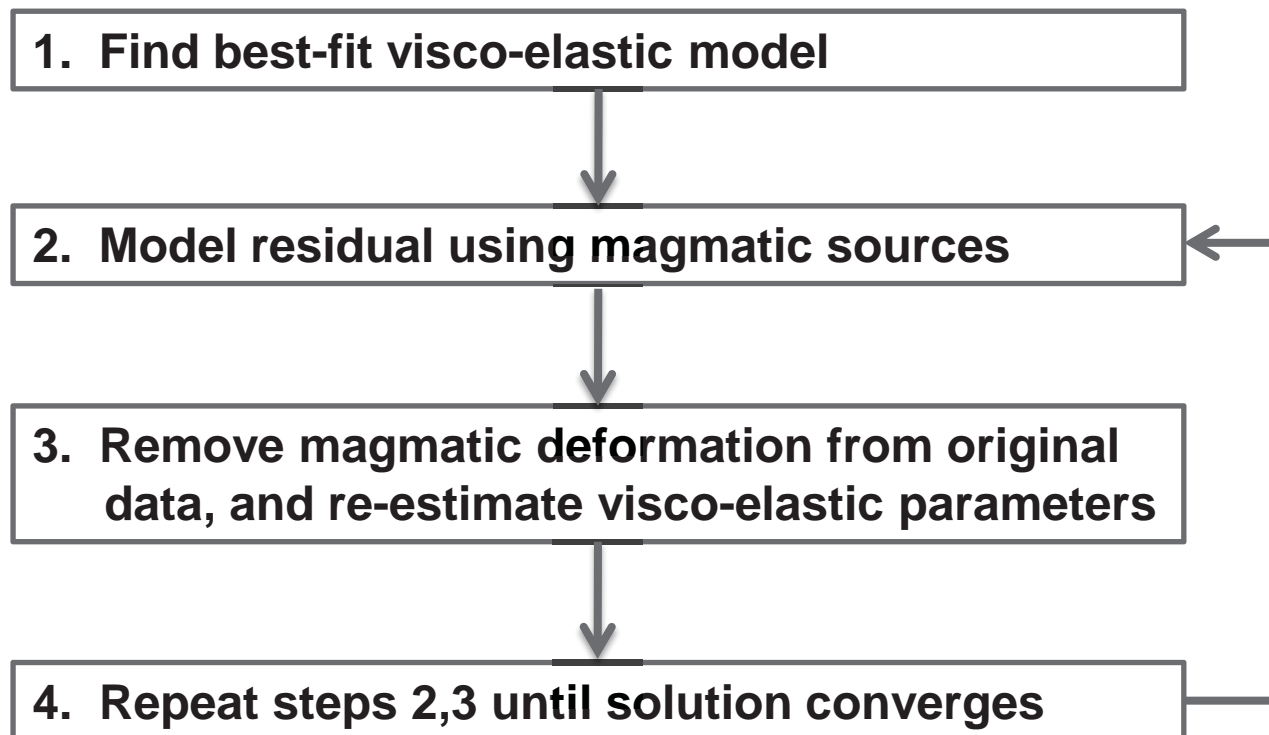 1. Find best-fit visco-elastic model
2. Model residual using magmatic sources
3. Remove magmatic deformation from original
data, and re-estimate visco-elastic parameters
4. Repeat steps 2,3 until solution converges